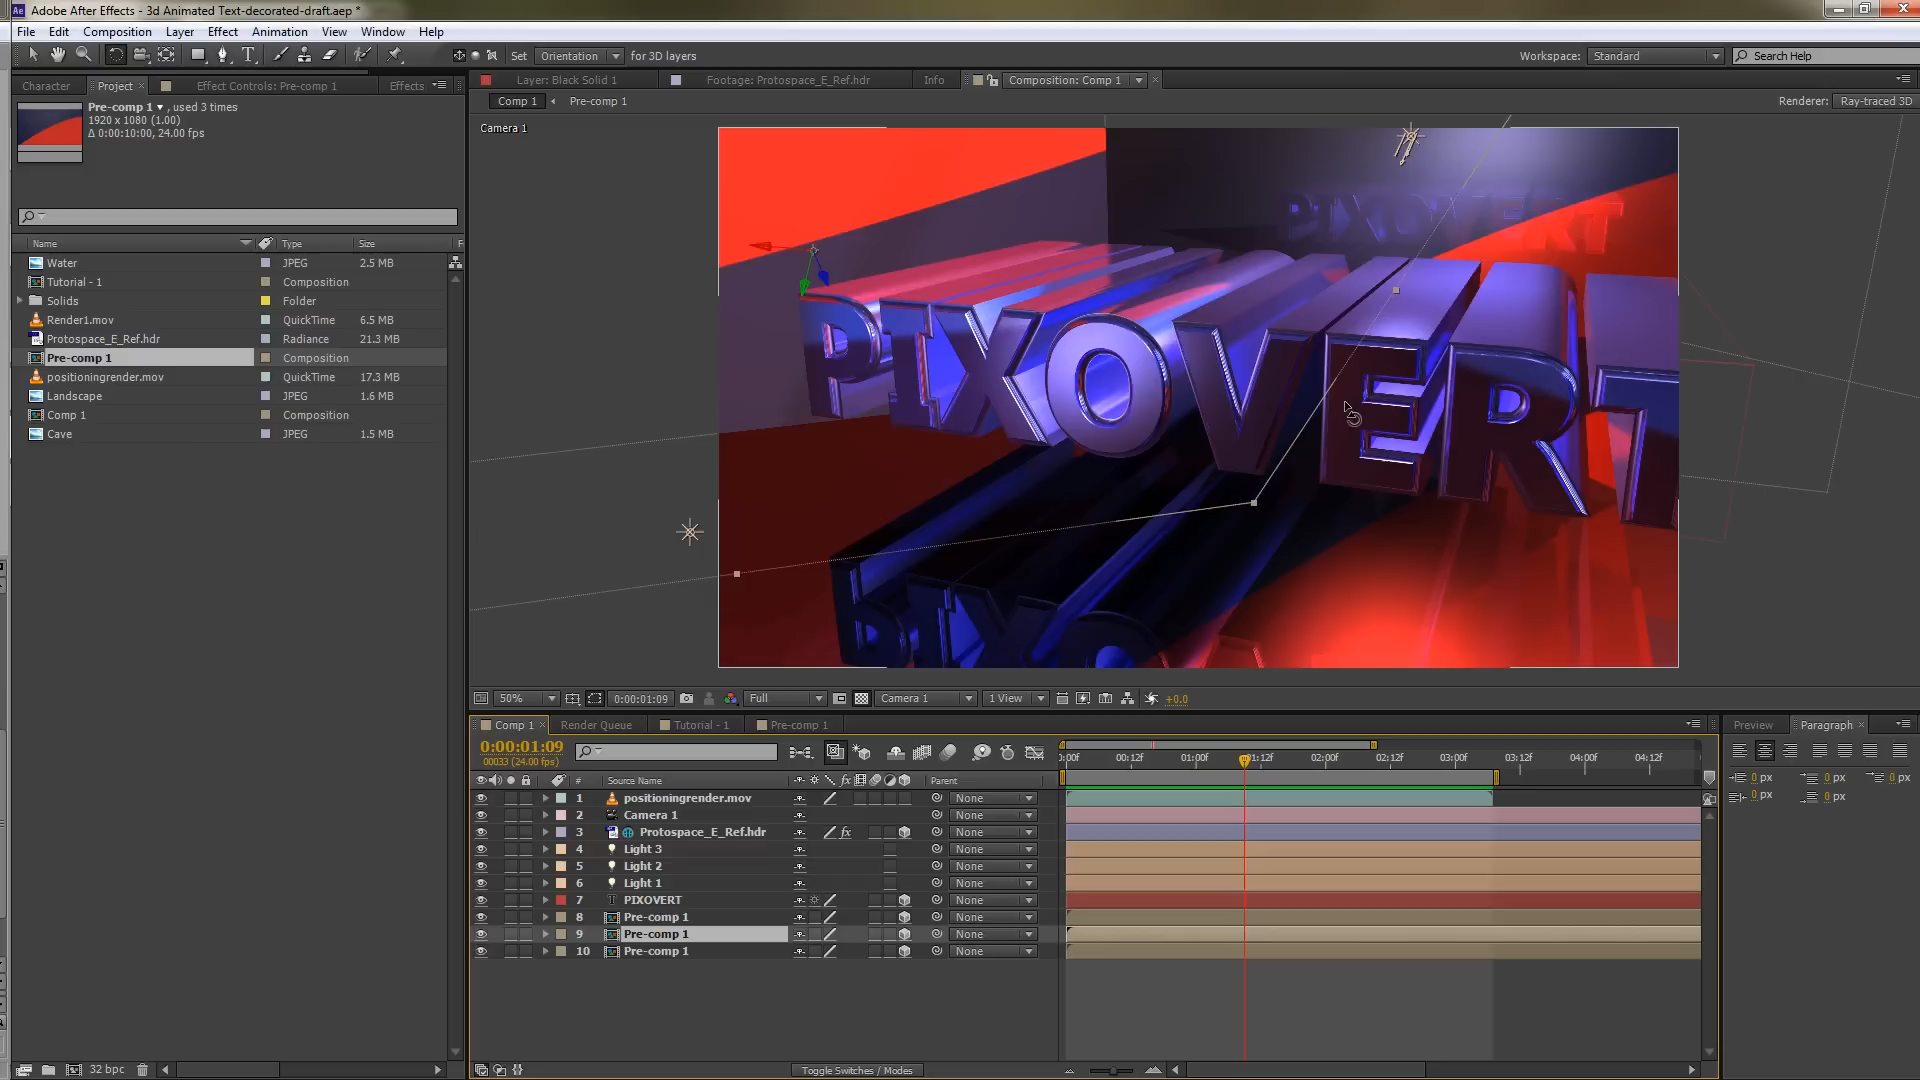 Ae Adobe After Effects - 3d Animated Text-decorated-draft.aep *
File Edit Composition Layer Effect Animation View Window Help
Set Orientation for 3D layers
Workspace: Standard
Search Help
Character Project Effect Controls: Pre-comp 1 Effects
Layer: Black Solid 1 Footage: Protospace_E_Ref.hdr Info Composition: Comp 1
Pre-comp 1 , used 3 times
1920 x 1080 (1.00)
Δ 0:00:10:00, 24.00 fps
Comp 1 Pre-comp 1
Renderer: Ray-traced 3D
Camera 1
Name Type Size F
Water JPEG 2.5 MB
Tutorial - 1 Composition
Solids Folder
Render1.mov QuickTime 6.5 MB
Protospace_E_Ref.hdr Radiance 21.3 MB
Pre-comp 1 Composition
positioningrender.mov QuickTime 17.3 MB
Landscape JPEG 1.6 MB
Comp 1 Composition
Cave JPEG 1.5 MB
PIXOVERT
PIXOVERT
PIXO
50% 0:00:01:09 Full Camera 1 1 View +0.0
Comp 1 Render Queue Tutorial - 1 Pre-comp 1
Preview Paragraph
0:00:01:09
00033 (24.00 fps)
:00f 00:12f 01:00f 01:12f 02:00f 02:12f 03:00f 03:12f 04:00f 04:12f
# Source Name fx Parent
1 positioningrender.mov None
2 Camera 1 None
3 Protospace_E_Ref.hdr fx None
4 Light 3 None
5 Light 2 None
6 Light 1 None
7 T PIXOVERT None
8 Pre-comp 1 None
9 Pre-comp 1 None
10 Pre-comp 1 None
0 px 0 px 0 px
0 px 0 px
32 bpc
Toggle Switches / Modes